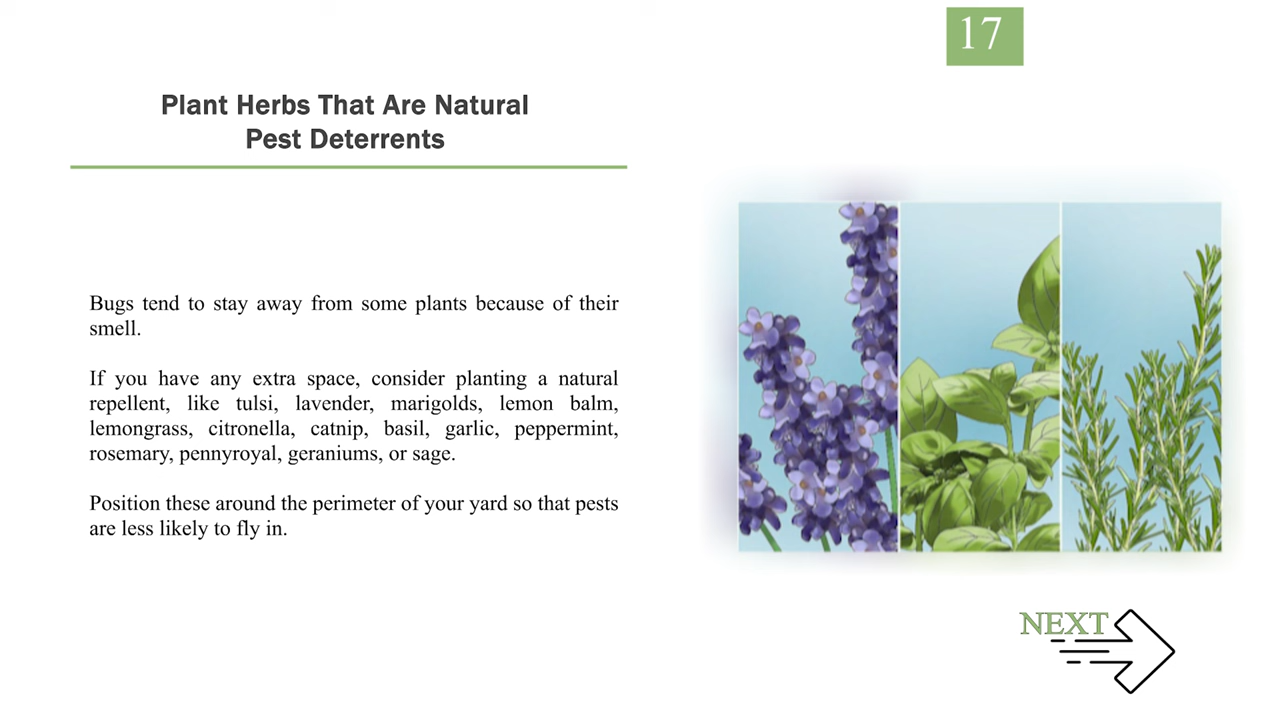 17
Plant Herbs That Are Natural
Pest Deterrents
Bugs tend to stay away from some plants because of their
smell.
If you have any extra space, consider planting a natural
repellent, like tulsi, lavender, marigolds, lemon balm,
lemongrass, citronella, catnip, basil, garlic, peppermint,
rosemary, pennyroyal, geraniums, or sage.
Position these around the perimeter of your yard so that pests
are less likely to fly in.
NEXT